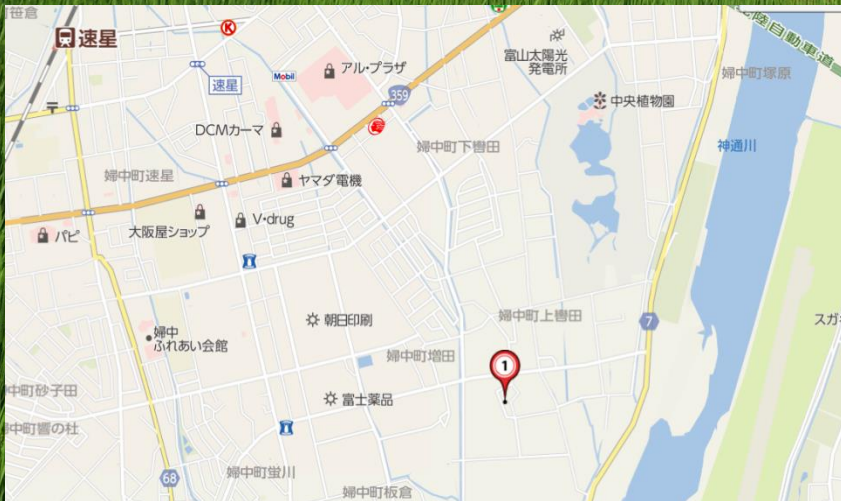 笹倉
速星
K
Mobil
アル・プラザ
富山太陽光
発電所
陸自動車道
婦中町塚原
速星
359
中央植物園
神通川
DCMカーマ
婦中町下轡田
婦中町速星
ヤマダ電機
パピ
大阪屋ショップ
V・drug
朝日印刷
婦中町上轡田
7
スガキ
婦中
ふれあい会館
婦中町増田
1
中町砂子田
富士薬品
中町響の杜
68
婦中町蛍川
婦中町板倉